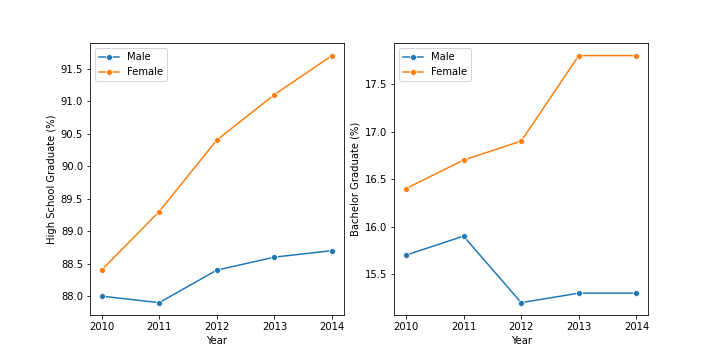 Male
Female
91.5
91.0
90.5
90.0
89.5
89.0
88.5
88.0
High School Graduate (%)
2010 2011 2012 2013 2014
Year
Male
Female
17.5
17.0
16.5
16.0
15.5
Bachelor Graduate (%)
2010 2011 2012 2013 2014
Year